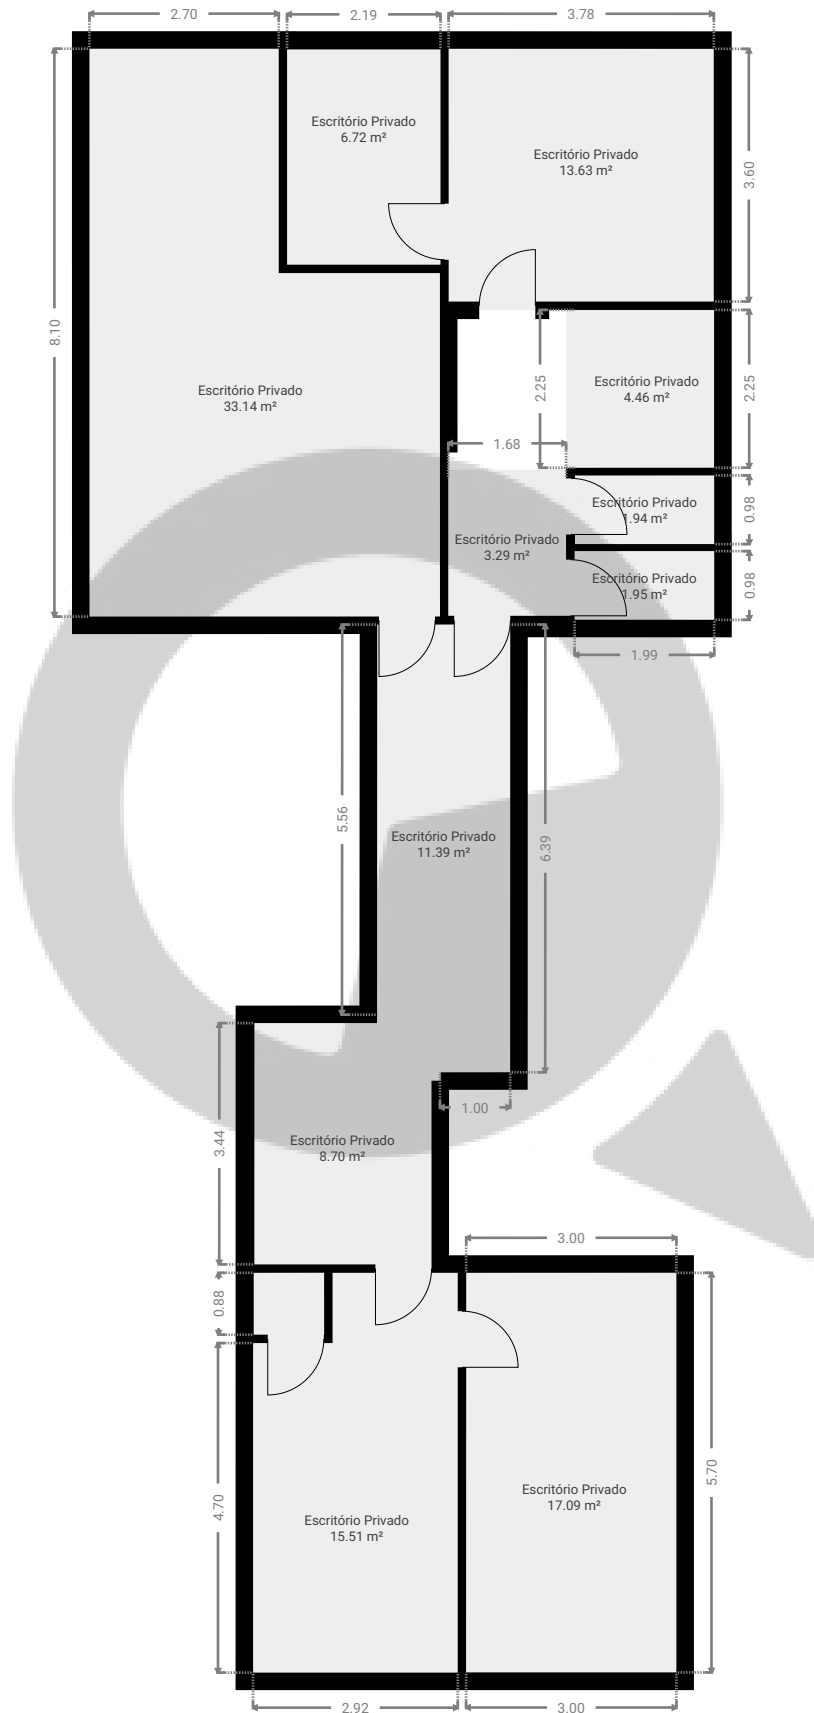 2.70
2.19
3.78
Escritório Privado
6.72 m²
Escritório Privado
13.63 m²
3.60
8.10
Escritório Privado
33.14 m²
2.25
Escritório Privado
4.46 m²
2.25
1.68
Escritório Privado
1.94 m²
0.98
Escritório Privado
3.29 m²
Escritório Privado
1.95 m²
0.98
1.99
5.56
Escritório Privado
11.39 m²
6.39
1.00
3.44
Escritório Privado
8.70 m²
3.00
0.88
4.70
Escritório Privado
15.51 m²
Escritório Privado
17.09 m²
5.70
2.92
3.00